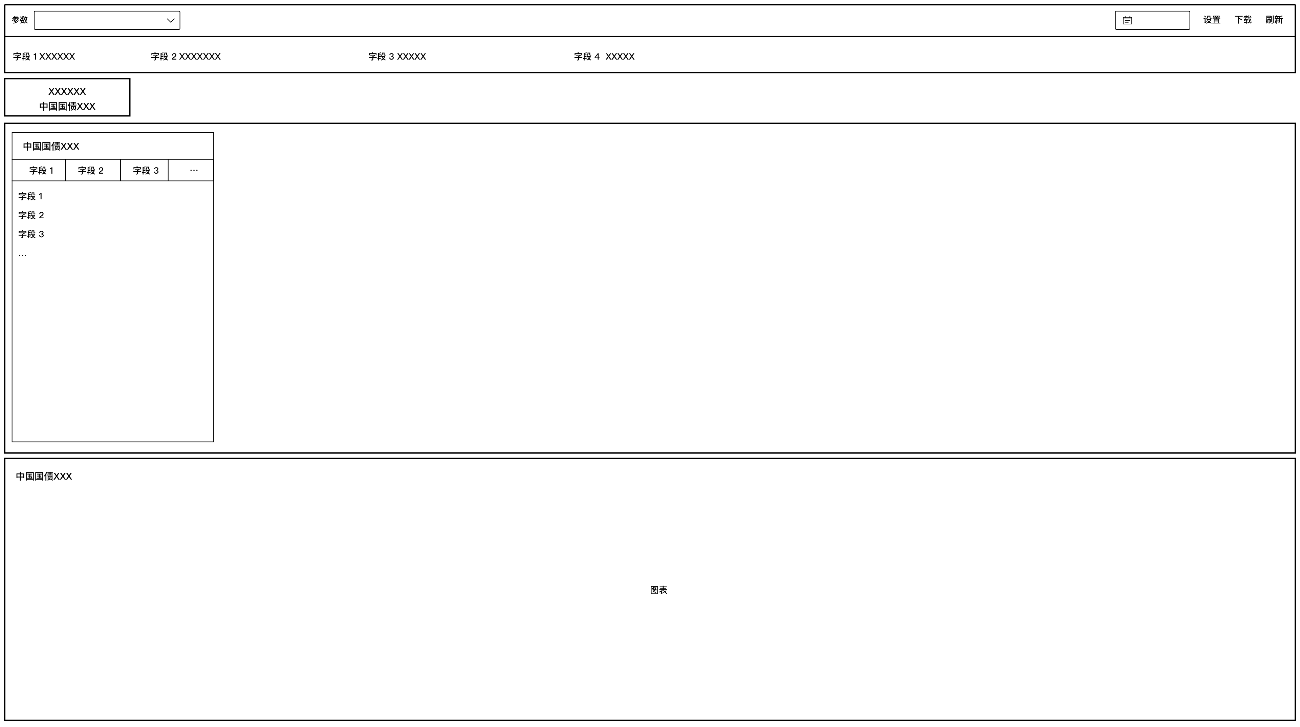 参数 设置 下载 刷新
字段 1 XXXXXX 字段 2 XXXXXXX 字段 3 XXXXX 字段 4 XXXXX
XXXXXX
中国国债XXX
中国国债XXX
字段 1 字段 2 字段 3 ...
字段 1
字段 2
字段 3
...
中国国债XXX
图表